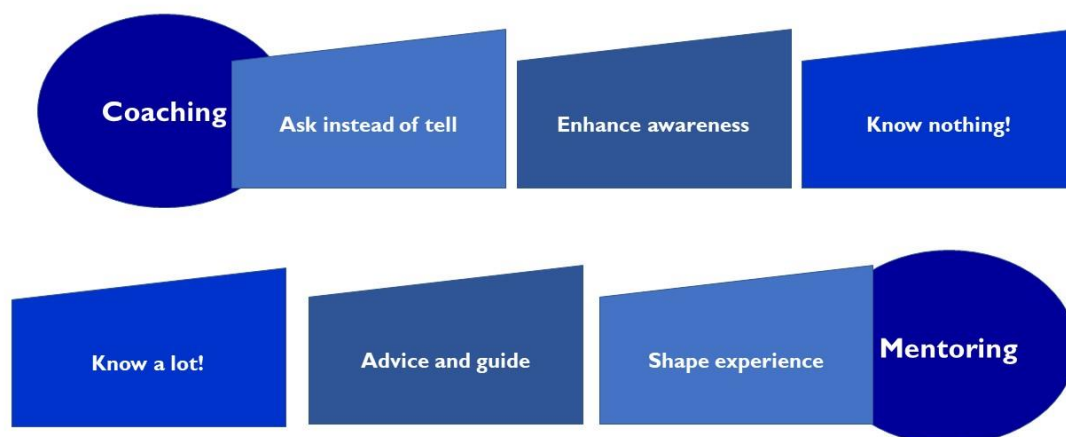 Coaching
Ask instead of tell
Enhance awareness
Know nothing!
Know a lot!
Advice and guide
Shape experience
Mentoring